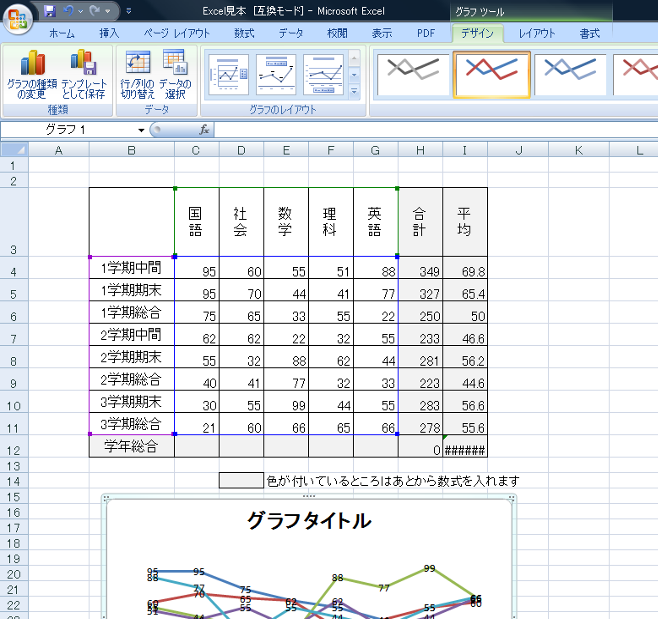 Excel見本 [互換モード] - Microsoft Excel
グラフ ツール
ホーム 挿入 ページ レイアウト 数式 データ 校閲 表示 PDF デザイン レイアウト 書式
グラフの種類の変更 テンプレートとして保存 行/列の切り替え データの選択
種類 データ グラフのレイアウト
グラフ 1 fx
A B C D E F G H I J K L
1
2
3 国語 社会 数学 理科 英語 合計 平均
4 1学期中間 95 60 55 51 88 349 69.8
5 1学期期末 95 70 44 41 77 327 65.4
6 1学期総合 75 65 33 55 22 250 50
7 2学期中間 62 62 22 32 55 233 46.6
8 2学期期末 55 32 88 62 44 281 56.2
9 2学期総合 40 41 77 32 33 223 44.6
10 3学期期末 30 55 99 44 55 283 56.6
11 3学期総合 21 60 66 65 66 278 55.6
12 学年総合 0 ######
13
14 色が付いているところはあとから数式を入れます
15
16 グラフタイトル
17
18
19
20 95 95 88 99
21 77 70 75 77
22 60 65 55 62 62 55 66 60